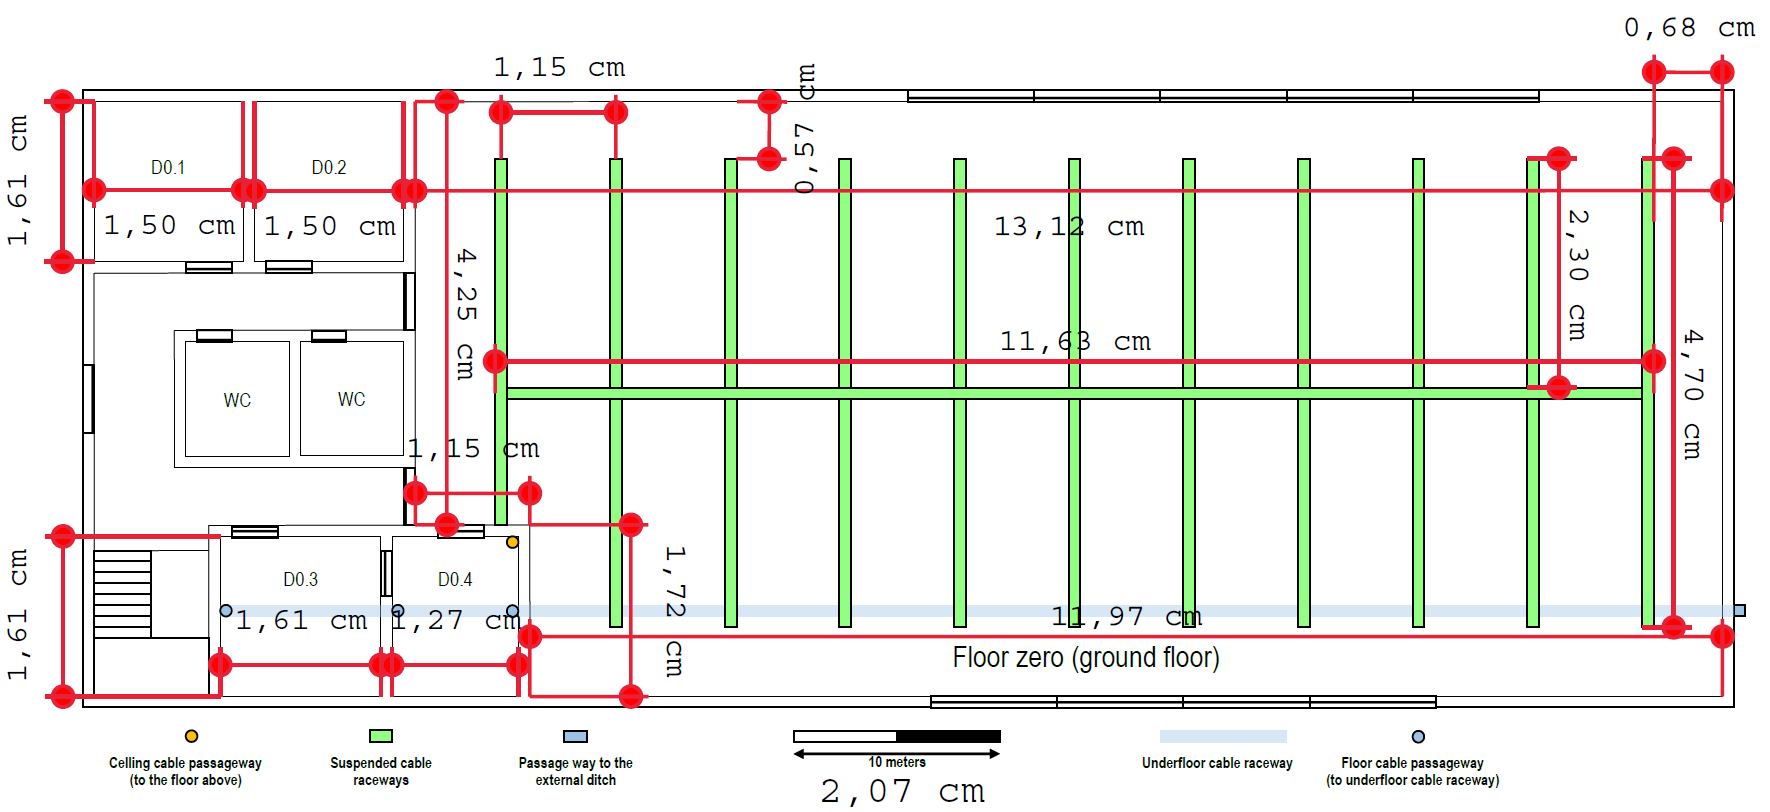 0,68 cm
1,15 cm
0,57 cm
1,61 cm
D0.1
D0.2
1,50 cm
1,50 cm
13,12 cm
2,30 cm
4,25 cm
11,63 cm
4,70 cm
WC
WC
1,15 cm
1,61 cm
D0.3
D0.4
1,72 cm
1,61 cm
1,27 cm
11,97 cm
Floor zero (ground floor)
Celling cable passageway
(to the floor above)
Suspended cable
raceways
Passage way to the
external ditch
10 meters
2,07 cm
Underfloor cable raceway
Floor cable passageway
(to underfloor cable raceway)